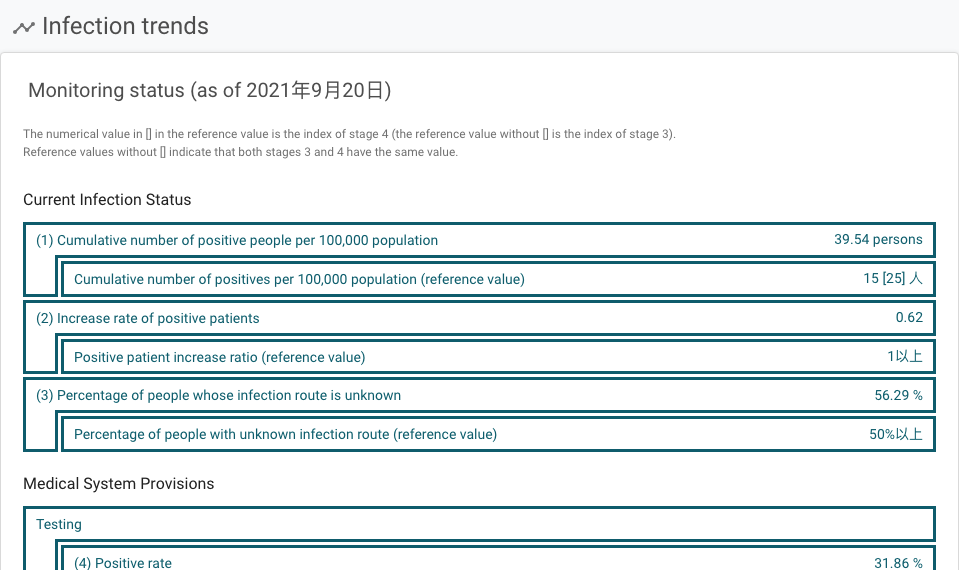 Infection trends
Monitoring status (as of 2021年9月20日)
The numerical value in [] in the reference value is the index of stage 4 (the reference value without [] is the index of stage 3).
Reference values without [] indicate that both stages 3 and 4 have the same value.
Current Infection Status
(1) Cumulative number of positive people per 100,000 population 39.54 persons
Cumulative number of positives per 100,000 population (reference value) 15 [25] 人
(2) Increase rate of positive patients 0.62
Positive patient increase ratio (reference value) 1以上
(3) Percentage of people whose infection route is unknown 56.29 %
Percentage of people with unknown infection route (reference value) 50%以上
Medical System Provisions
Testing
(4) Positive rate 31.86 %